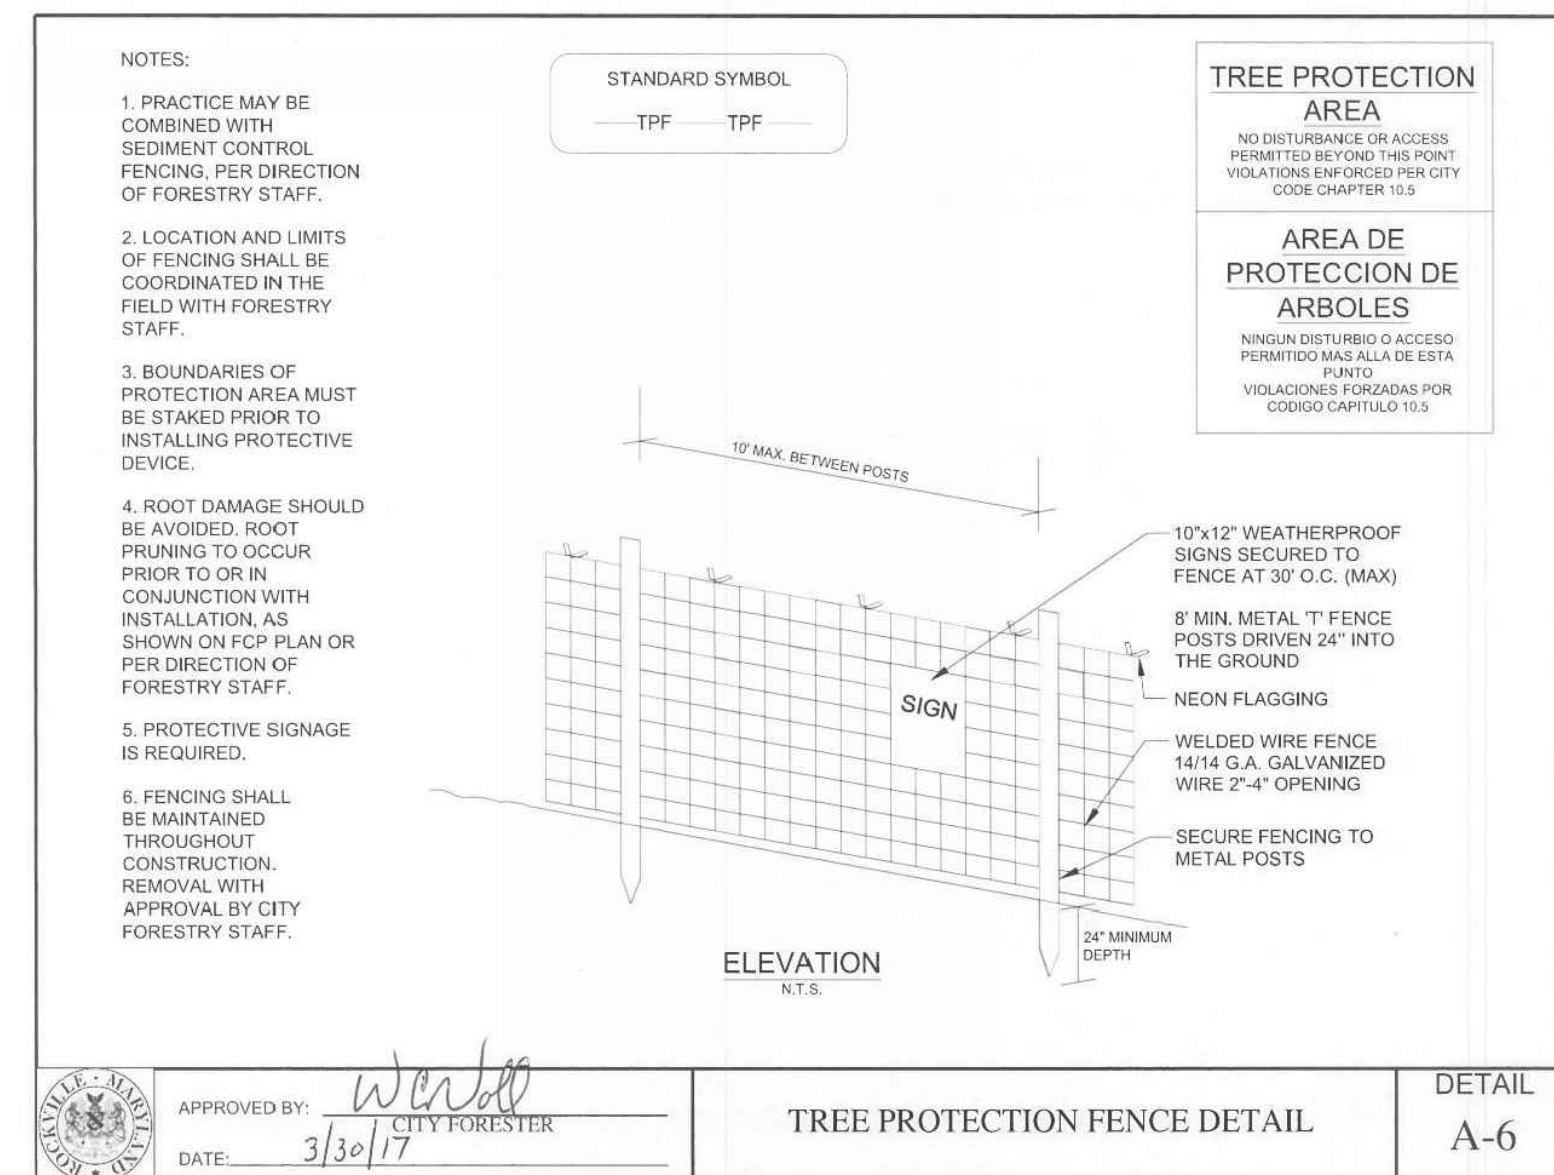 NOTES:
1. PRACTICE MAY BE
COMBINED WITH
SEDIMENT CONTROL
FENCING, PER DIRECTION
OF FORESTRY STAFF.
2. LOCATION AND LIMITS
OF FENCING SHALL BE
COORDINATED IN THE
FIELD WITH FORESTRY
STAFF.
3. BOUNDARIES OF
PROTECTION AREA MUST
BE STAKED PRIOR TO
INSTALLING PROTECTIVE
DEVICE.
4. ROOT DAMAGE SHOULD
BE AVOIDED. ROOT
PRUNING TO OCCUR
PRIOR TO OR IN
CONJUNCTION WITH
INSTALLATION, AS
SHOWN ON FCP PLAN OR
PER DIRECTION OF
FORESTRY STAFF.
5. PROTECTIVE SIGNAGE
IS REQUIRED.
6. FENCING SHALL
BE MAINTAINED
THROUGHOUT
CONSTRUCTION.
REMOVAL WITH
APPROVAL BY CITY
FORESTRY STAFF.
STANDARD SYMBOL
TPF TPF
TREE PROTECTION
AREA
NO DISTURBANCE OR ACCESS
PERMITTED BEYOND THIS POINT
VIOLATIONS ENFORCED PER CITY
CODE CHAPTER 10.5
AREA DE
PROTECCION DE
ARBOLES
NINGUN DISTURBIO O ACCESO
PERMITIDO MAS ALLA DE ESTA
PUNTO
VIOLACIONES FORZADAS POR
CODIGO CAPITULO 10.5
10' MAX. BETWEEN POSTS
SIGN
10"x12" WEATHERPROOF
SIGNS SECURED TO
FENCE AT 30' O.C. (MAX)
8' MIN. METAL 'T' FENCE
POSTS DRIVEN 24" INTO
THE GROUND
NEON FLAGGING
WELDED WIRE FENCE
14/14 G.A. GALVANIZED
WIRE 2"-4" OPENING
SECURE FENCING TO
METAL POSTS
24" MINIMUM
DEPTH
ELEVATION
N.T.S.
ROCKVILLE MARYLAND
APPROVED BY:
CITY FORESTER
DATE: 3/30/17
TREE PROTECTION FENCE DETAIL
DETAIL
A-6